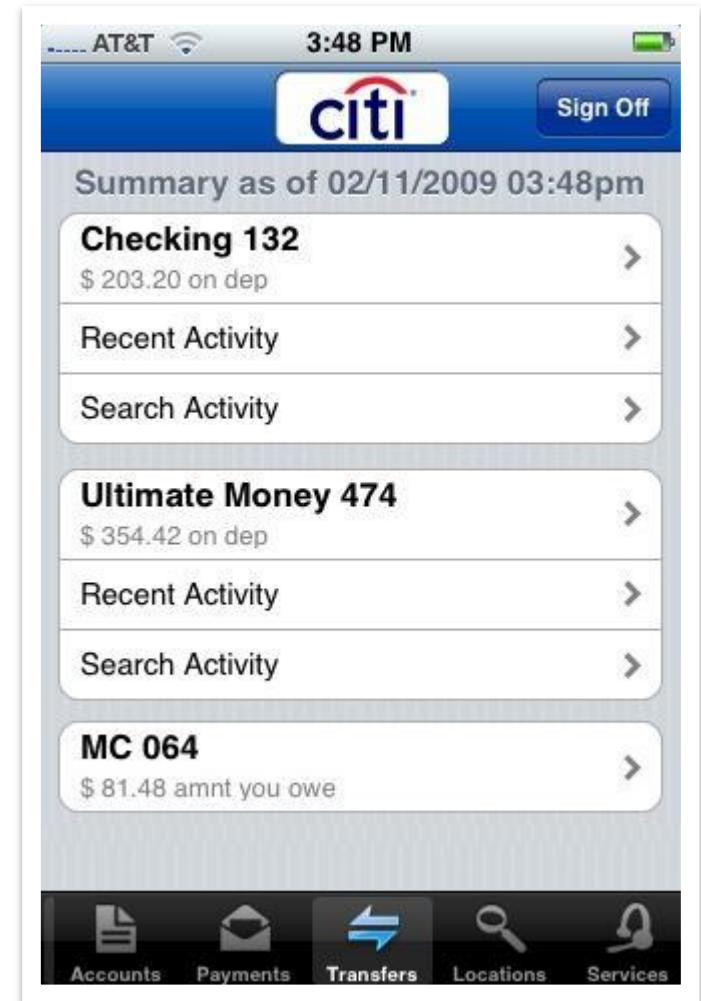 ..... AT&T 3:48 PM
citi
Sign Off
Summary as of 02/11/2009 03:48pm
Checking 132
$ 203.20 on dep
Recent Activity
Search Activity
Ultimate Money 474
$ 354.42 on dep
Recent Activity
Search Activity
MC 064
$ 81.48 amnt you owe
Accounts Payments Transfers Locations Services